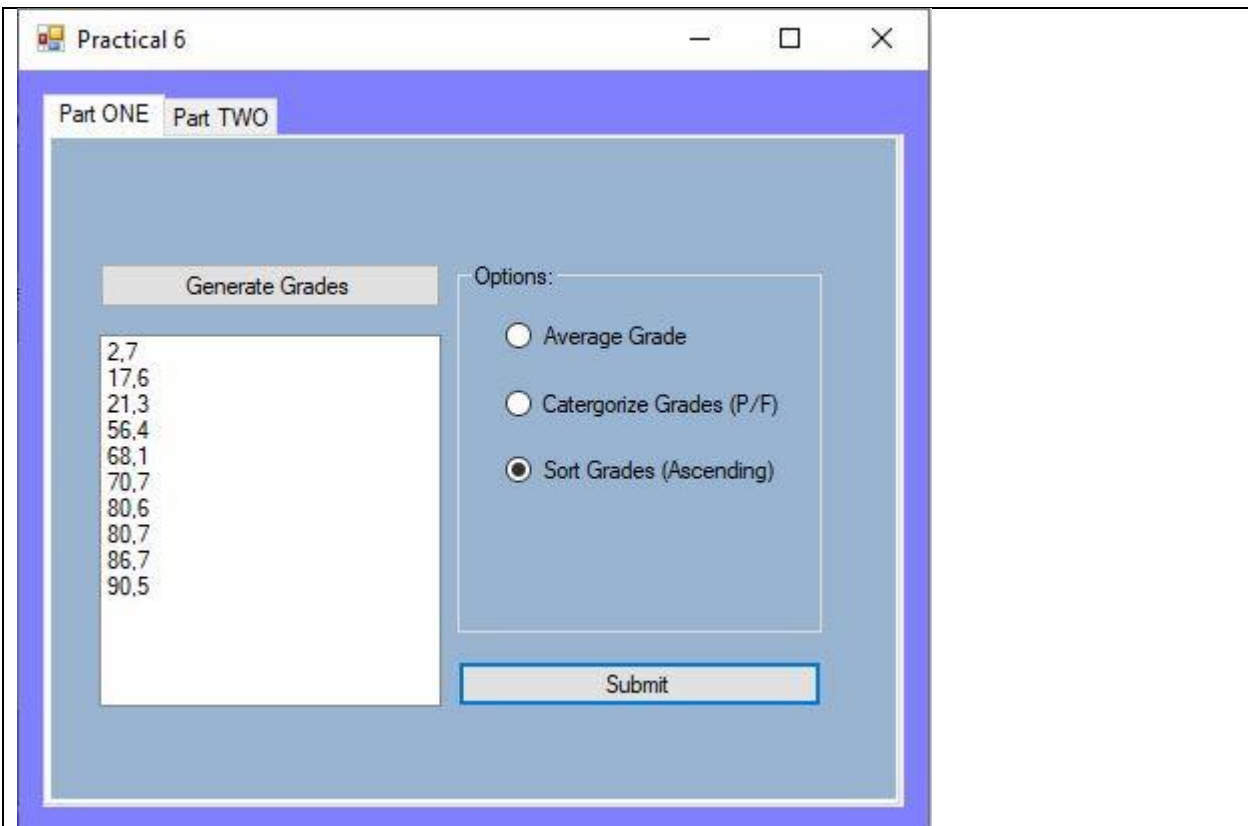 Practical 6
Part ONE
Part TWO
Generate Grades
2,7
17,6
21,3
56,4
68,1
70,7
80,6
80,7
86,7
90,5
Options:
Average Grade
Catergorize Grades (P/F)
Sort Grades (Ascending)
Submit